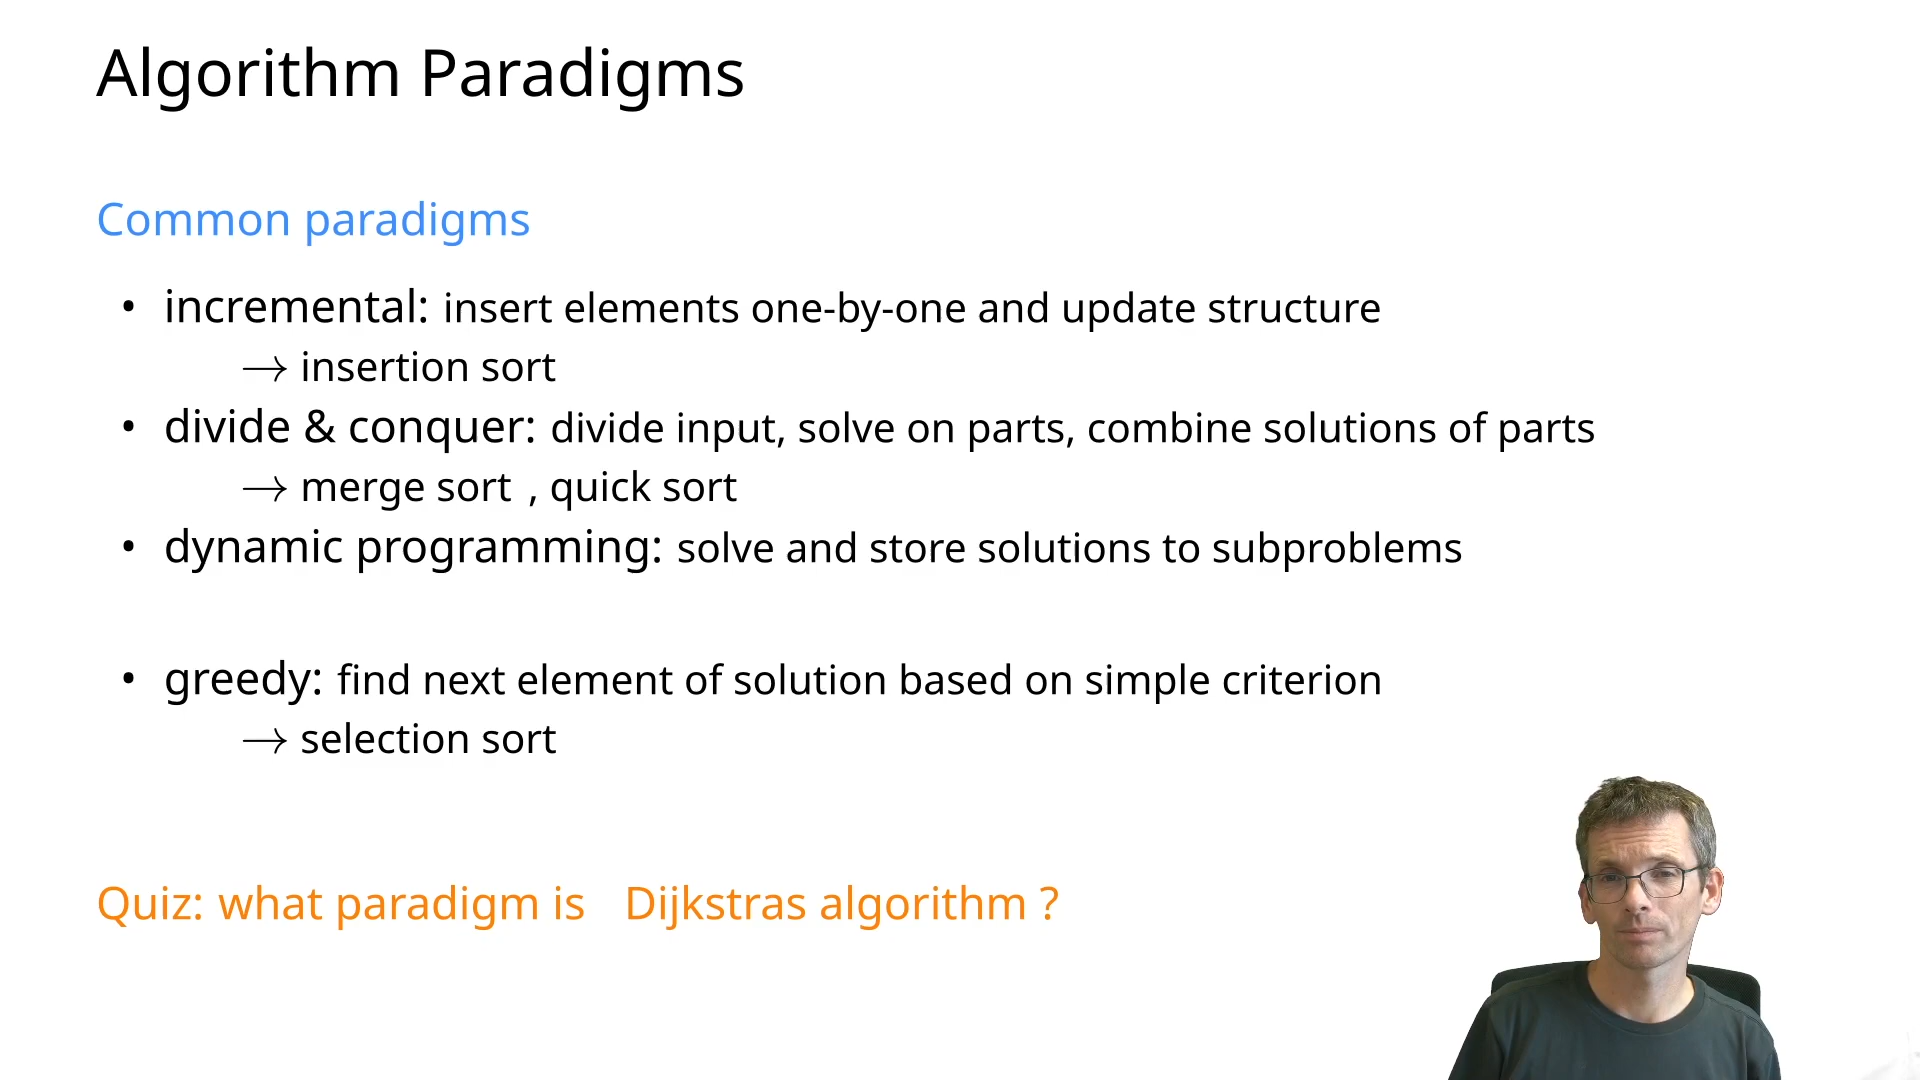 Algorithm Paradigms
Common paradigms
• incremental: insert elements one-by-one and update structure
→ insertion sort
• divide & conquer: divide input, solve on parts, combine solutions of parts
→ merge sort , quick sort
• dynamic programming: solve and store solutions to subproblems
• greedy: find next element of solution based on simple criterion
→ selection sort
Quiz: what paradigm is Dijkstras algorithm ?